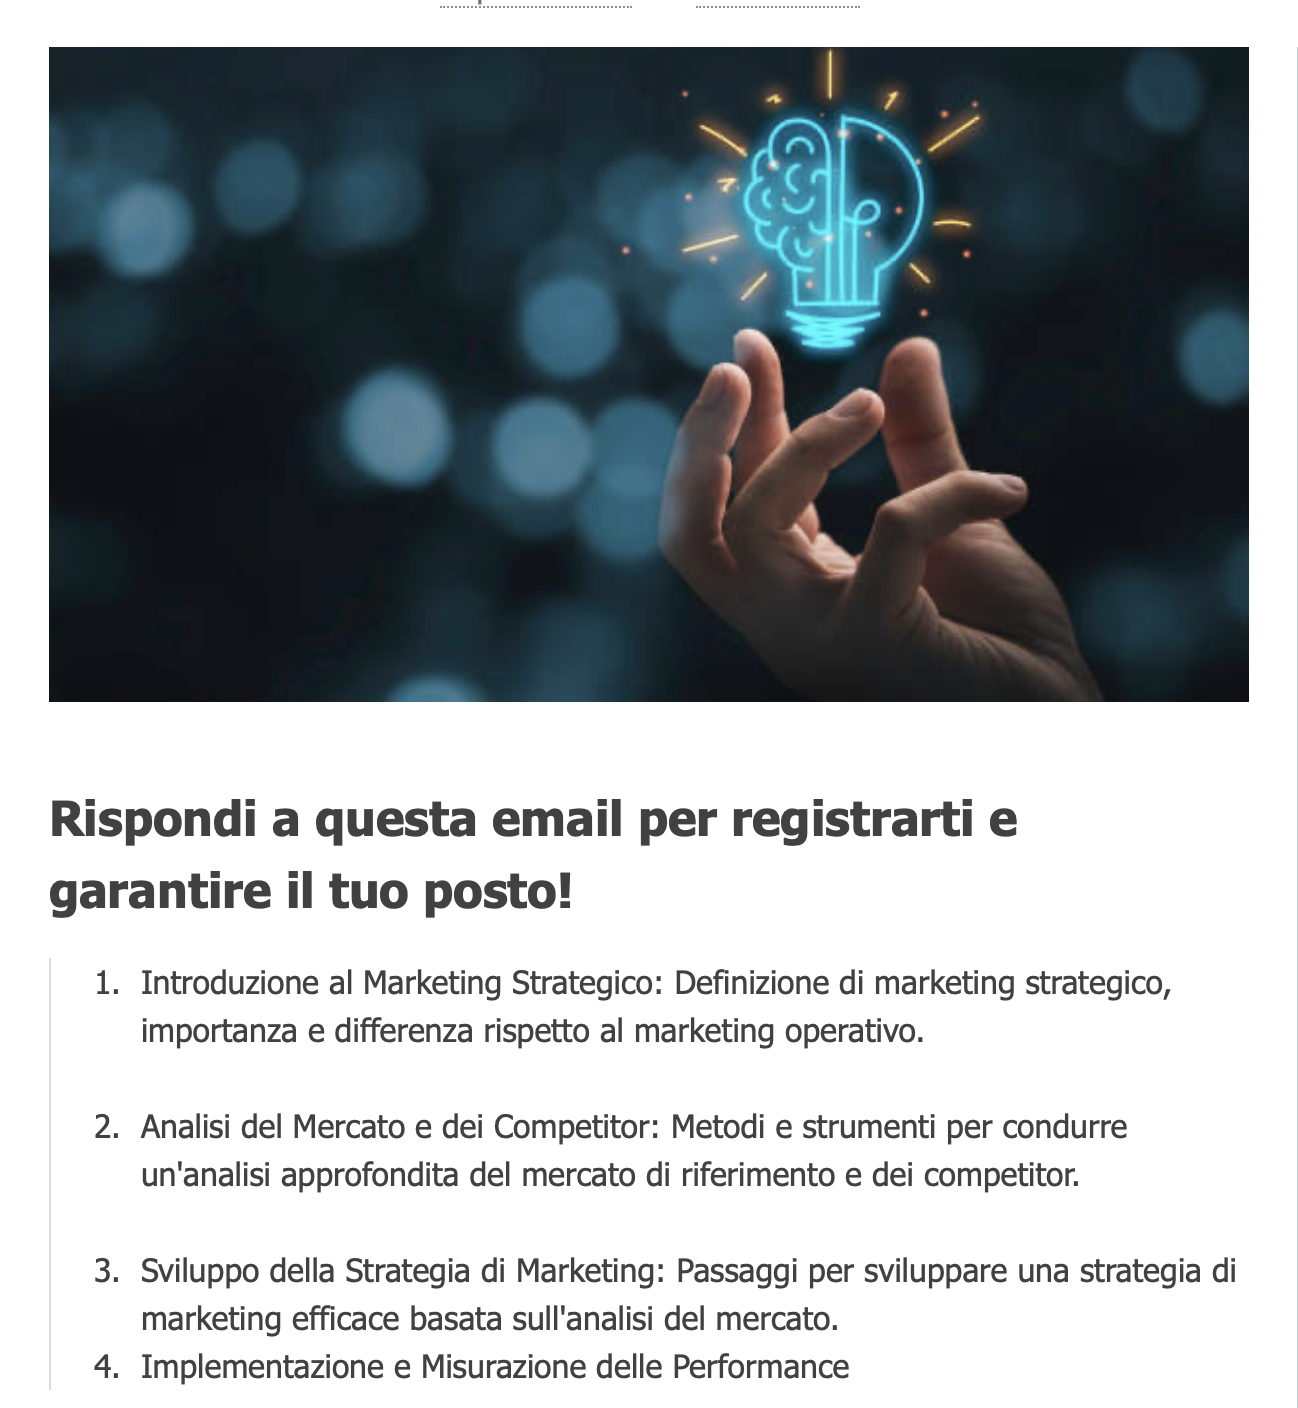 Rispondi a questa email per registrarti e
garantire il tuo posto!
1. Introduzione al Marketing Strategico: Definizione di marketing strategico,
importanza e differenza rispetto al marketing operativo.
2. Analisi del Mercato e dei Competitor: Metodi e strumenti per condurre
un'analisi approfondita del mercato di riferimento e dei competitor.
3. Sviluppo della Strategia di Marketing: Passaggi per sviluppare una strategia di
marketing efficace basata sull'analisi del mercato.
4. Implementazione e Misurazione delle Performance